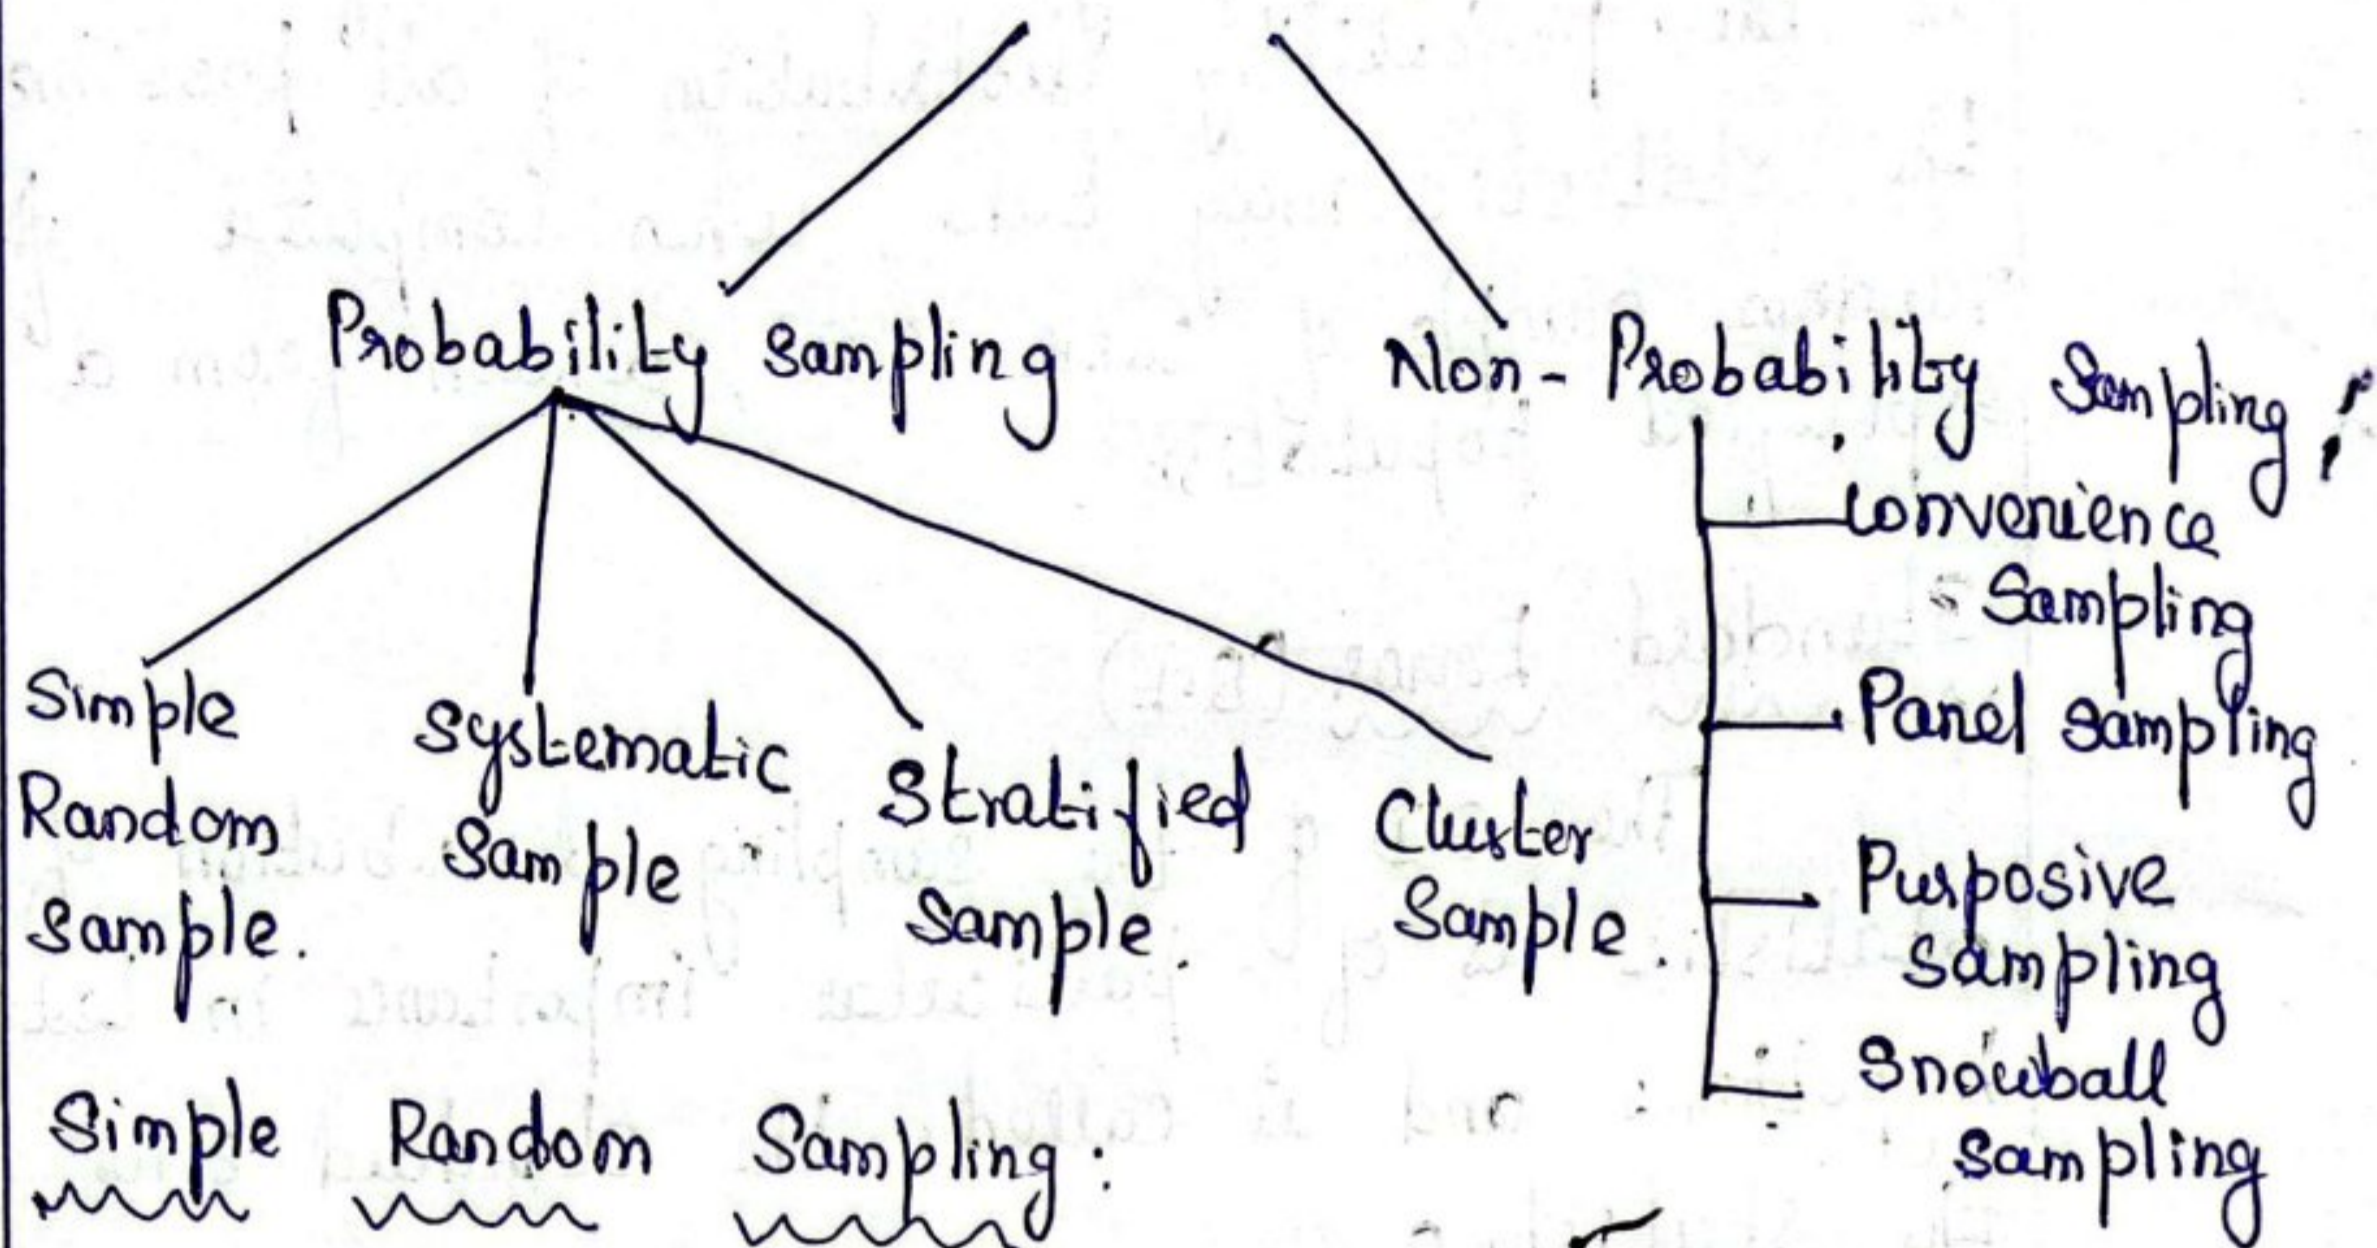 Probability Sampling
Non-Probability Sampling
Simple
Random
Sample.
Systematic
Sample
Stratified
Sample.
Cluster
Sample.
Convenience
Sampling
Panel Sampling
Purposive
Sampling
Snowball
Sampling
Simple Random Sampling: